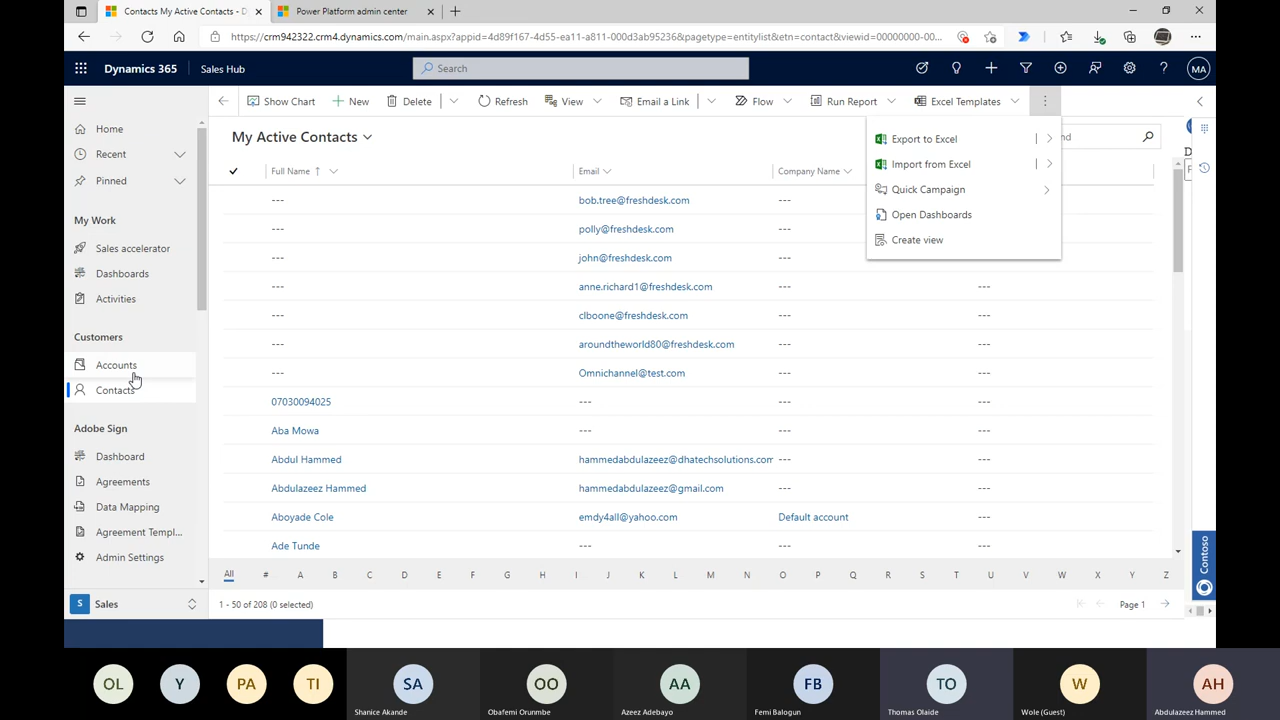 Contacts My Active Contacts - D
Power Platform admin center
https://crm942322.crm4.dynamics.com/main.aspx?appid=4d89f167-4d55-ea11-a811-000d3ab95236&pagetype=entitylist&etn=contact&viewid=00000000-00...
Dynamics 365
Sales Hub
Search
MA
Show Chart
New
Delete
Refresh
View
Email a Link
Flow
Run Report
Excel Templates
Home
Recent
Pinned
My Work
Sales accelerator
Dashboards
Activities
Customers
Accounts
Contacts
Adobe Sign
Dashboard
Agreements
Data Mapping
Agreement Templ...
Admin Settings
S Sales
My Active Contacts
Export to Excel
Import from Excel
Quick Campaign
Open Dashboards
Create view
nd
Full Name Email Company Name
--- bob.tree@freshdesk.com ---
--- polly@freshdesk.com ---
--- john@freshdesk.com ---
--- anne.richard1@freshdesk.com --- ---
--- clboone@freshdesk.com --- ---
--- aroundtheworld80@freshdesk.com --- ---
--- Omnichannel@test.com --- ---
07030094025 --- --- ---
Aba Mowa --- --- ---
Abdul Hammed hammedabdulazeez@dhatechsolutions.com --- ---
Abdulazeez Hammed hammedabdulazeez@gmail.com --- ---
Aboyade Cole emdy4all@yahoo.com Default account ---
Ade Tunde --- --- ---
All # A B C D E F G H I J K L M N O P Q R S T U V W X Y Z
1 - 50 of 208 (0 selected)
Page 1
Contoso
OL
Y
PA
TI
SA
Shanice Akande
OO
Obafemi Orunmbe
AA
Azeez Adebayo
FB
Femi Balogun
TO
Thomas Olaide
W
Wole (Guest)
AH
Abdulazeez Hammed